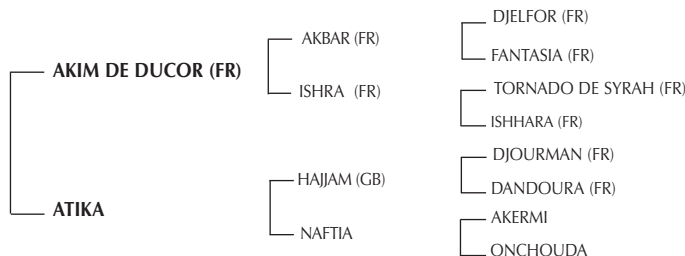 DJELFOR (FR)
AKBAR (FR)
FANTASIA (FR)
AKIM DE DUCOR (FR)
ISHRA (FR)
TORNADO DE SYRAH (FR)
ISHHARA (FR)
DJOURMAN (FR)
HAJJAM (GB)
DANDOURA (FR)
ATIKA
NAFTIA
AKERMI
ONCHOUDA